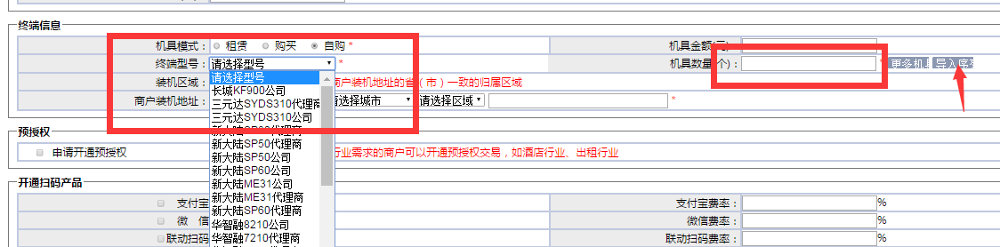 终端信息
机具模式： 租赁 购买 自购 * 机具金额(元)：
终端型号： 请选择型号 * 机具数量(个)： * 更多机具 导入序列
请选择型号
装机区域： 商户装机地址的省（市）一致的归属区域
长城KF900公司
商户装机地址： 三元达SYDS310代理商 请选择城市 请选择区域 *
三元达SYDS310公司
预授权
新大陆SP50代理商
申请开通预授权 行业需求的商户可以开通预授权交易，如酒店行业、出租行业
新大陆SP50公司
新大陆SP60公司
开通扫码产品
新大陆ME31公司
新大陆ME31代理商
支付宝 支付宝费率： %
新大陆SP60代理商
微 信 微信费率： %
华智融8210公司
联动扫码 华智融7210代理商 联动扫码费率： %